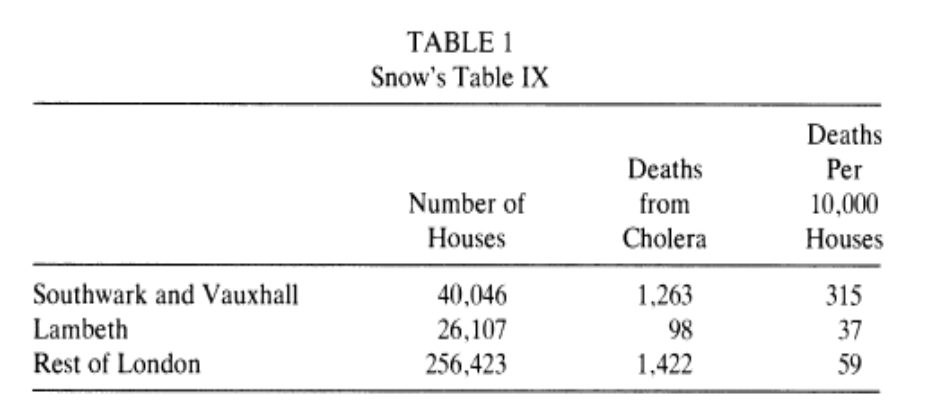 TABLE 1
Snow's Table IX
Deaths
Deaths Per
Number of from 10,000
Houses Cholera Houses
Southwark and Vauxhall 40,046 1,263 315
Lambeth 26,107 98 37
Rest of London 256,423 1,422 59